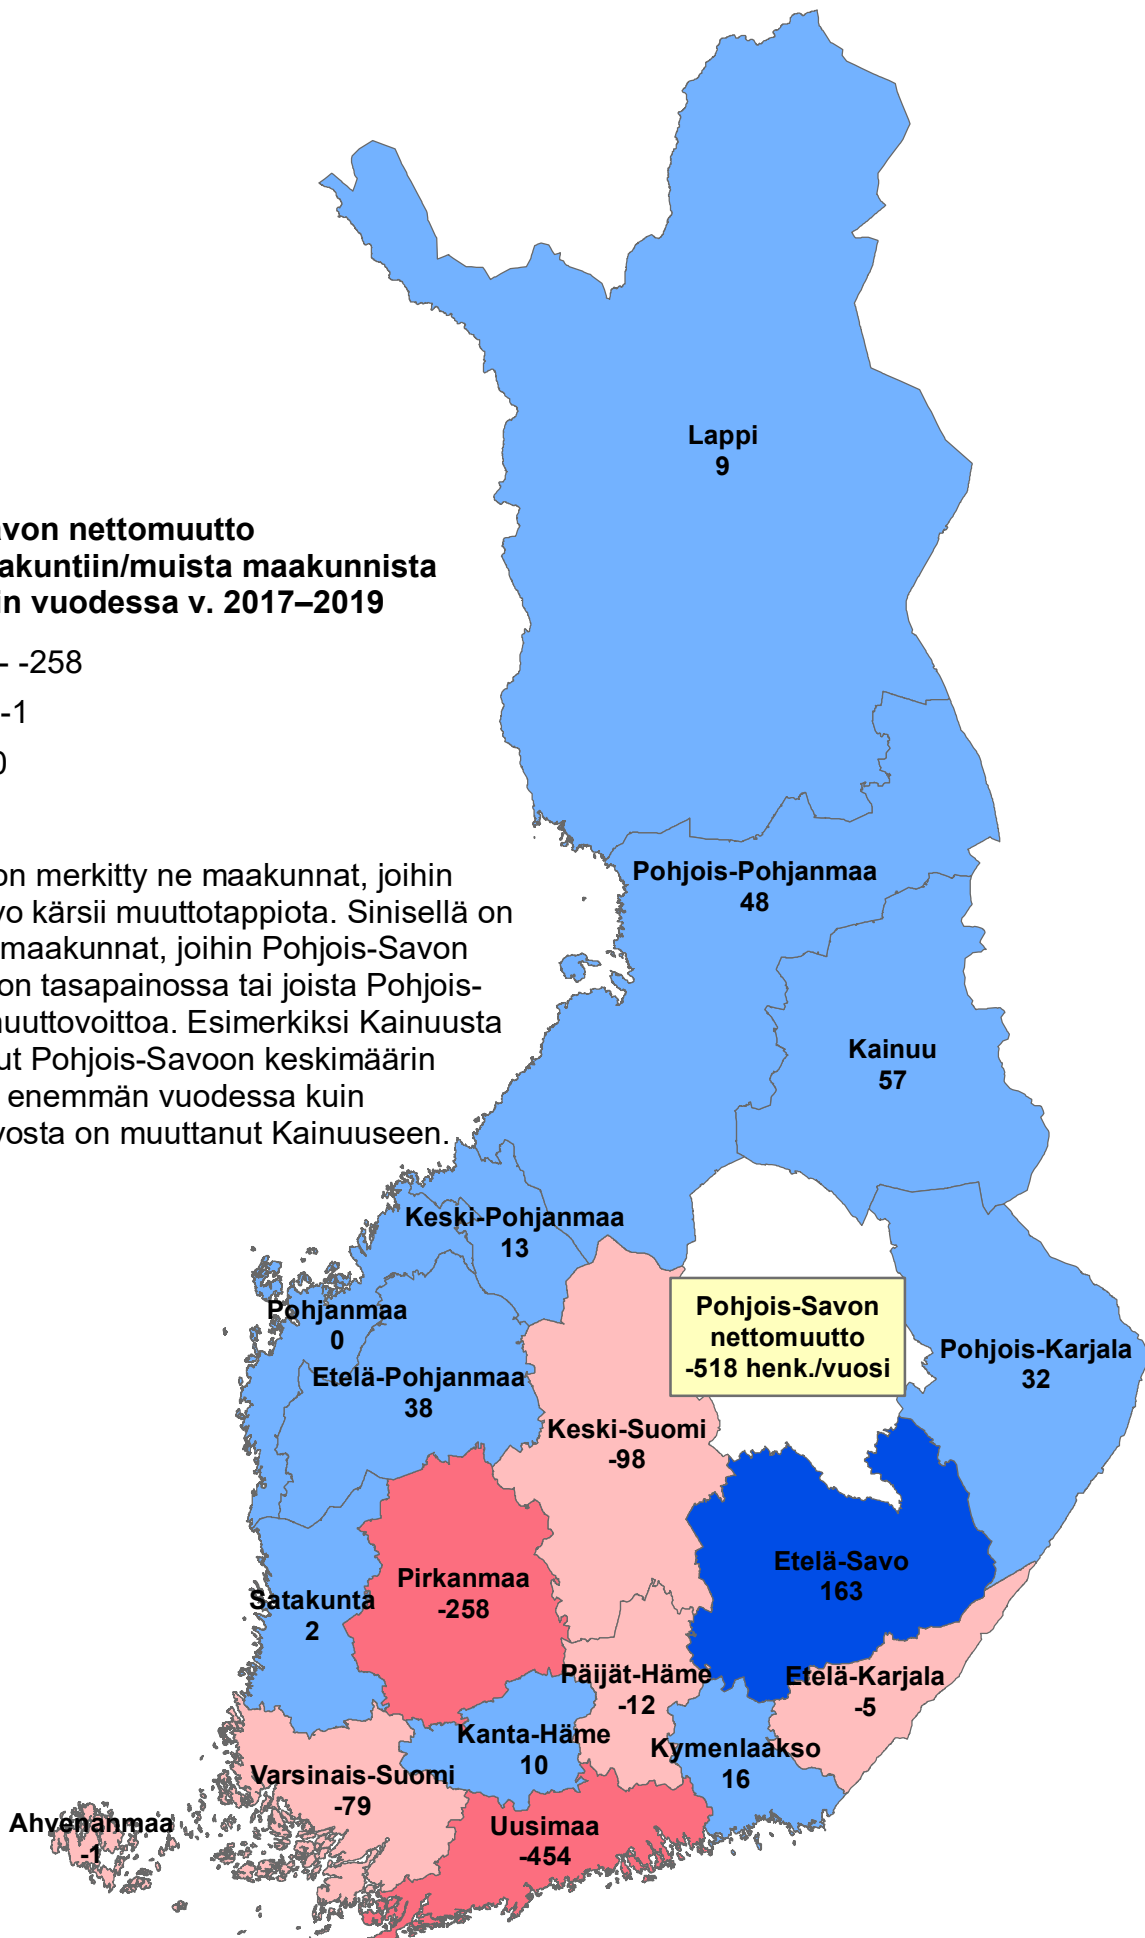 Lappi
9
avon nettomuutto
akuntiin/muista maakunnista
in vuodessa v. 2017–2019
- -258
-1
0
Pohjois-Pohjanmaa
48
on merkitty ne maakunnat, joihin
vo kärsii muuttotappiota. Sinisellä on
maakunnat, joihin Pohjois-Savon
on tasapainossa tai joista Pohjois-
muuttovoittoa. Esimerkiksi Kainuusta
ut Pohjois-Savoon keskimäärin
enemmän vuodessa kuin
vosta on muuttanut Kainuuseen.
Kainuu
57
Keski-Pohjanmaa
13
Pohjanmaa
0
Pohjois-Savon
nettomuutto
-518 henk./vuosi
Pohjois-Karjala
32
Etelä-Pohjanmaa
38
Keski-Suomi
-98
Etelä-Savo
163
Pirkanmaa
-258
Satakunta
2
Päijät-Häme
-12
Etelä-Karjala
-5
Kanta-Häme
10
Kymenlaakso
16
Varsinais-Suomi
-79
Ahvenanmaa
-1
Uusimaa
-454